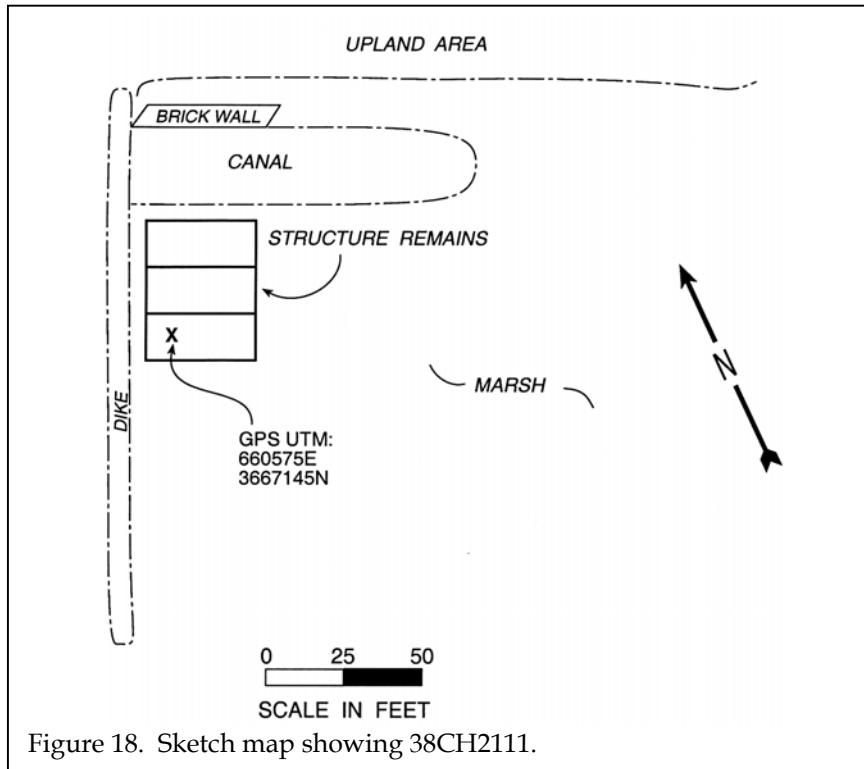 UPLAND AREA
BRICK WALL
CANAL
STRUCTURE REMAINS
X
DIKE
N
MARSH
GPS UTM:
660575E
3667145N
0 25 50
SCALE IN FEET
Figure 18. Sketch map showing 38CH2111.